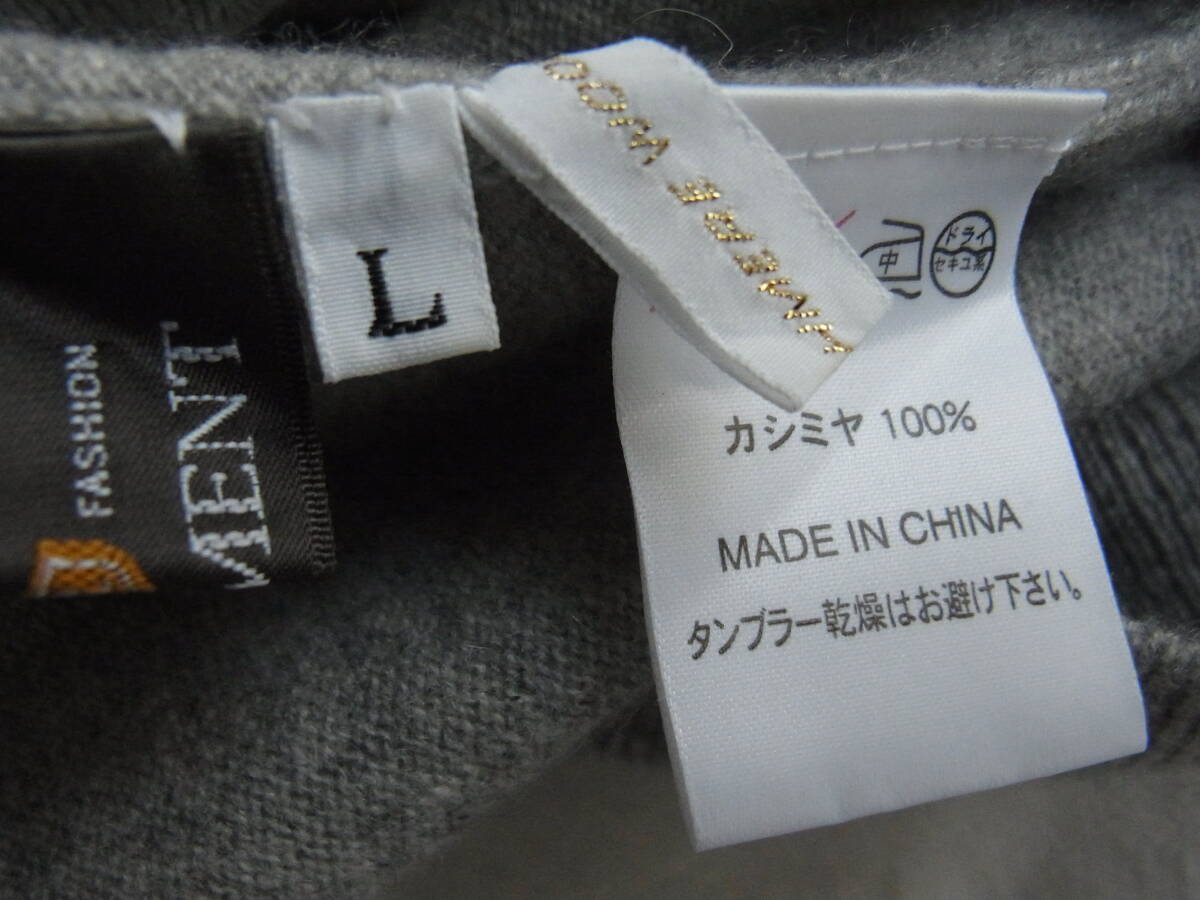 FASHION
MENT
L
中
ドライ
セキユ系
カシミヤ 100%
MADE IN CHINA
タンブラー乾燥はお避け下さい。